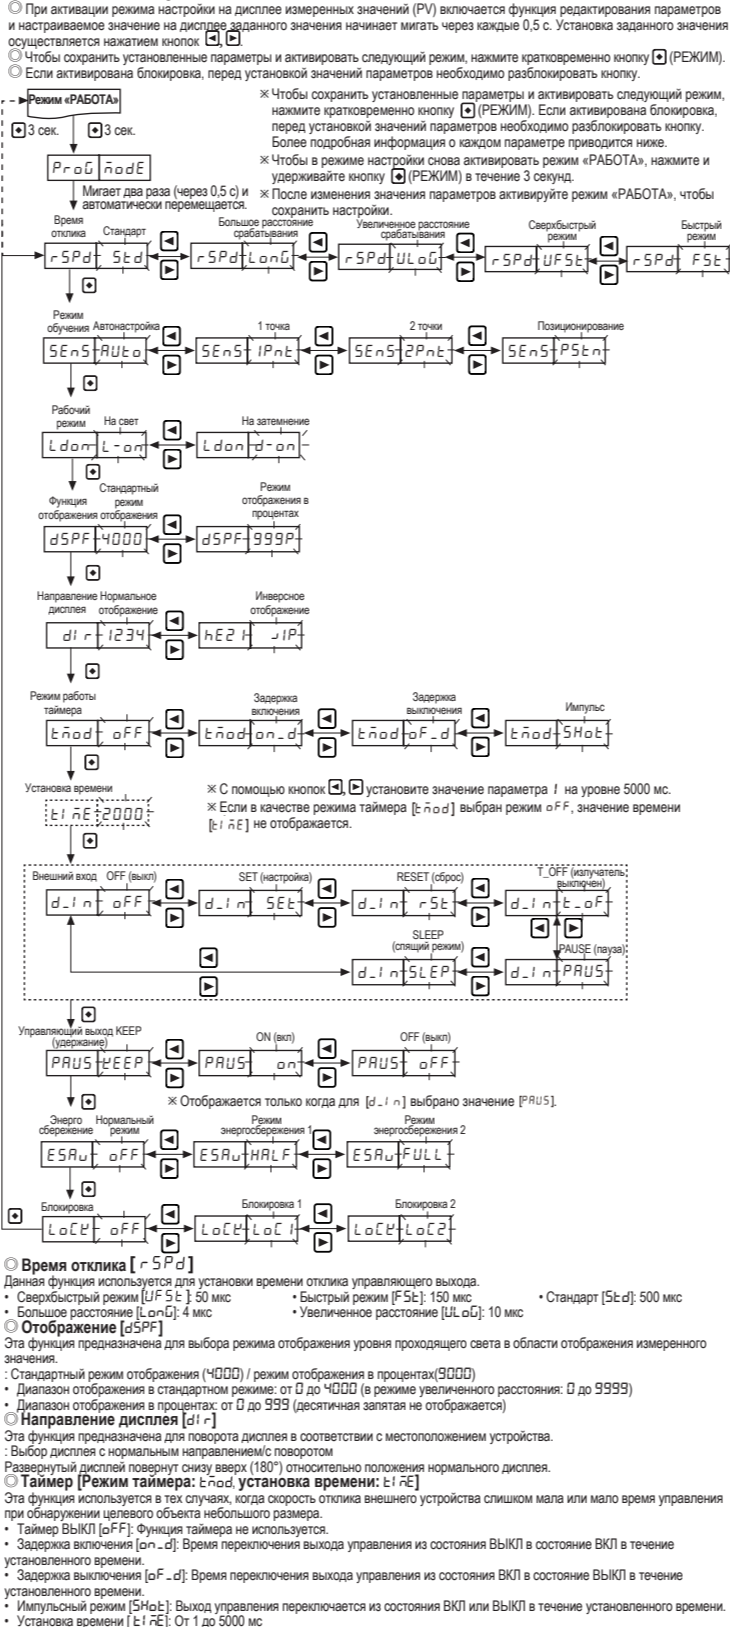 ◎ При активации режима настройки на дисплее измеренных значений (PV) включается функция редактирования параметров
и настраиваемое значение на дисплее заданного значения начинает мигать через каждые 0,5 с. Установка заданного значения
осуществляется нажатием кнопок ◄, ►.
◎ Чтобы сохранить установленные параметры и активировать следующий режим, нажмите кратковременно кнопку (РЕЖИМ).
◎ Если активирована блокировка, перед установкой значений параметров необходимо разблокировать кнопку.
Режим «РАБОТА»
3 сек. 3 сек.
※ Чтобы сохранить установленные параметры и активировать следующий режим,
нажмите кратковременно кнопку (РЕЖИМ). Если активирована блокировка,
перед установкой значений параметров необходимо разблокировать кнопку.
Более подробная информация о каждом параметре приводится ниже.
※ Чтобы в режиме настройки снова активировать режим «РАБОТА», нажмите и
удерживайте кнопку (РЕЖИМ) в течение 3 секунд.
※ После изменения значения параметров активируйте режим «РАБОТА», чтобы
сохранить настройки.
ProG modE
Мигает два раза (через 0,5 с) и
автоматически перемещается.
Время отклика Стандарт Большое расстояние срабатывания Увеличенное расстояние срабатывания Сверхбыстрый режим Быстрый режим
rSPd Std rSPd LonG rSPd ULoG rSPd UFSt rSPd FSt
Режим обучения Автонастройка 1 точка 2 точки Позиционирование
SEnS AUto SEnS 1Pnt SEnS 2Pnt SEnS PStn
Рабочий режим На свет На затемнение
Ldon L-on Ldon d-on
Функция отображения Стандартный режим отображения Режим отображения в процентах
dSPF 4000 dSPF 999P
Направление дисплея Нормальное отображение Инверсное отображение
dIr 1234 hEZI JIP
Режим работы таймера Задержка включения Задержка выключения Импульс
tmod oFF tmod on_d tmod oF_d tmod SHot
Установка времени
tImE 2000
※ С помощью кнопок ◄, ► установите значение параметра 1 на уровне 5000 мс.
※ Если в качестве режима таймера [tmod] выбран режим oFF, значение времени
[tImE] не отображается.
Внешний вход OFF (выкл) SET (настройка) RESET (сброс) T_OFF (излучатель выключен)
d_In oFF d_In SEt d_In rSt d_In t_oF
SLEEP (спящий режим) PAUSE (пауза)
d_In SLEP d_In PAUS
Управляющий выход KEEP (удержание) ON (вкл) OFF (выкл)
PAUS KEEP PAUS on PAUS oFF
※ Отображается только когда для [d_In] выбрано значение [PAUS].
Энерго сбережение Нормальный режим Режим энергосбережения 1 Режим энергосбережения 2
ESAv oFF ESAv HALF ESAv FULL
Блокировка Блокировка 1 Блокировка 2
LoCK oFF LoCK LoC1 LoCK LoC2
◎ Время отклика [rSPd]
Данная функция используется для установки времени отклика управляющего выхода.
• Сверхбыстрый режим [UFSt]: 50 мкс • Быстрый режим [FSt]: 150 мкс • Стандарт [Std]: 500 мкс
• Большое расстояние [LonG]: 4 мкс • Увеличенное расстояние [ULoG]: 10 мкс
◎ Отображение [dSPF]
Эта функция предназначена для выбора режима отображения уровня проходящего света в области отображения измеренного
значения.
: Стандартный режим отображения (4000) / режим отображения в процентах(9000)
• Диапазон отображения в стандартном режиме: от 0 до 4000 (в режиме увеличенного расстояния: 0 до 9999)
• Диапазон отображения в процентах: от 0 до 999 (десятичная запятая не отображается)
◎ Направление дисплея [dIr]
Эта функция предназначена для поворота дисплея в соответствии с местоположением устройства.
: Выбор дисплея с нормальным направлением/с поворотом
Развернутый дисплей повернут снизу вверх (180°) относительно положения нормального дисплея.
◎ Таймер [Режим таймера: tmod, установка времени: tImE]
Эта функция используется в тех случаях, когда скорость отклика внешнего устройства слишком мала или мало время управления
при обнаружении целевого объекта небольшого размера.
• Таймер ВЫКЛ [oFF]: Функция таймера не используется.
• Задержка включения [on_d]: Время переключения выхода управления из состояния ВЫКЛ в состояние ВКЛ в течение
установленного времени.
• Задержка выключения [oF_d]: Время переключения выхода управления из состояния ВКЛ в состояние ВЫКЛ в течение
установленного времени.
• Импульсный режим [SHot]: Выход управления переключается из состояния ВКЛ или ВЫКЛ в течение установленного времени.
• Установка времени [tImE]: От 1 до 5000 мс